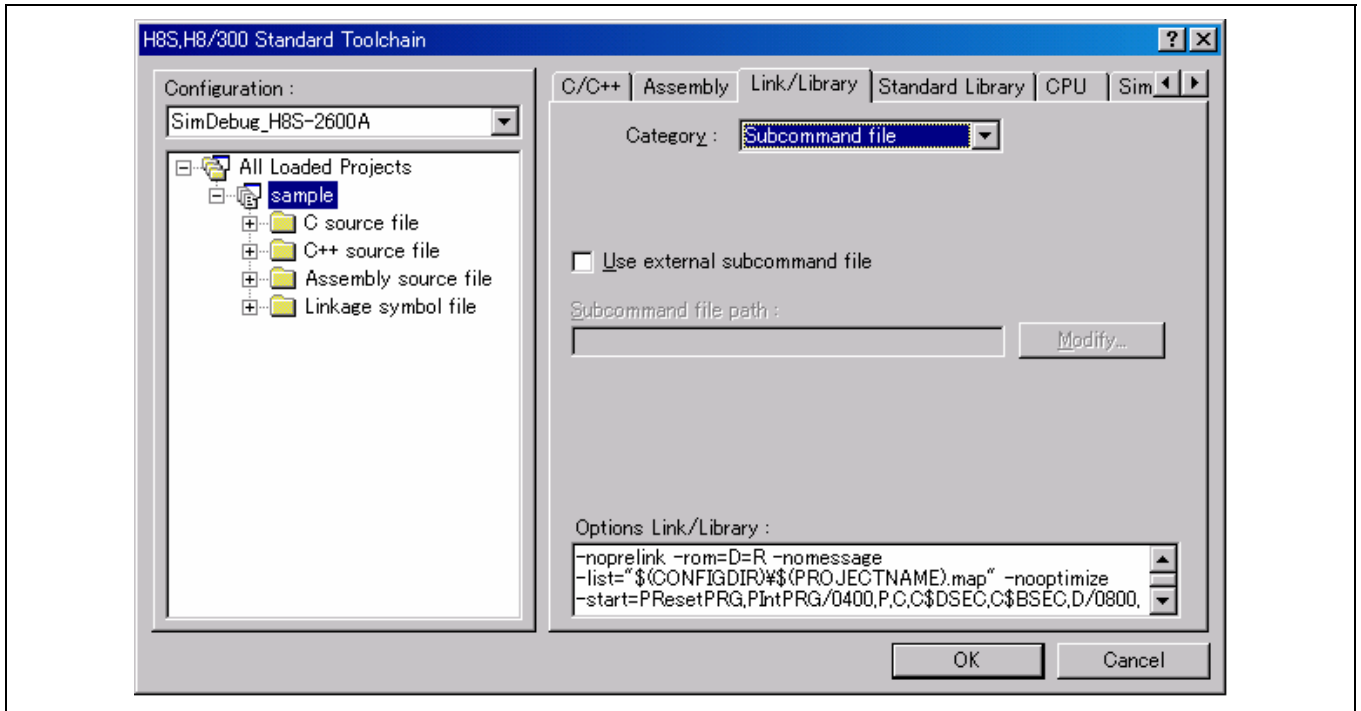 H8S,H8/300 Standard Toolchain
Configuration :
SimDebug_H8S-2600A
All Loaded Projects
sample
C source file
C++ source file
Assembly source file
Linkage symbol file
C/C++ Assembly Link/Library Standard Library CPU Sim
Category : Subcommand file
Use external subcommand file
Subcommand file path :
Modify...
Options Link/Library :
-noprelink -rom=D=R -nomessage
-list="$(CONFIGDIR)¥$(PROJECTNAME).map" -nooptimize
-start=PResetPRG,PIntPRG/0400,P,C,C$DSEC,C$BSEC,D/0800,
OK Cancel